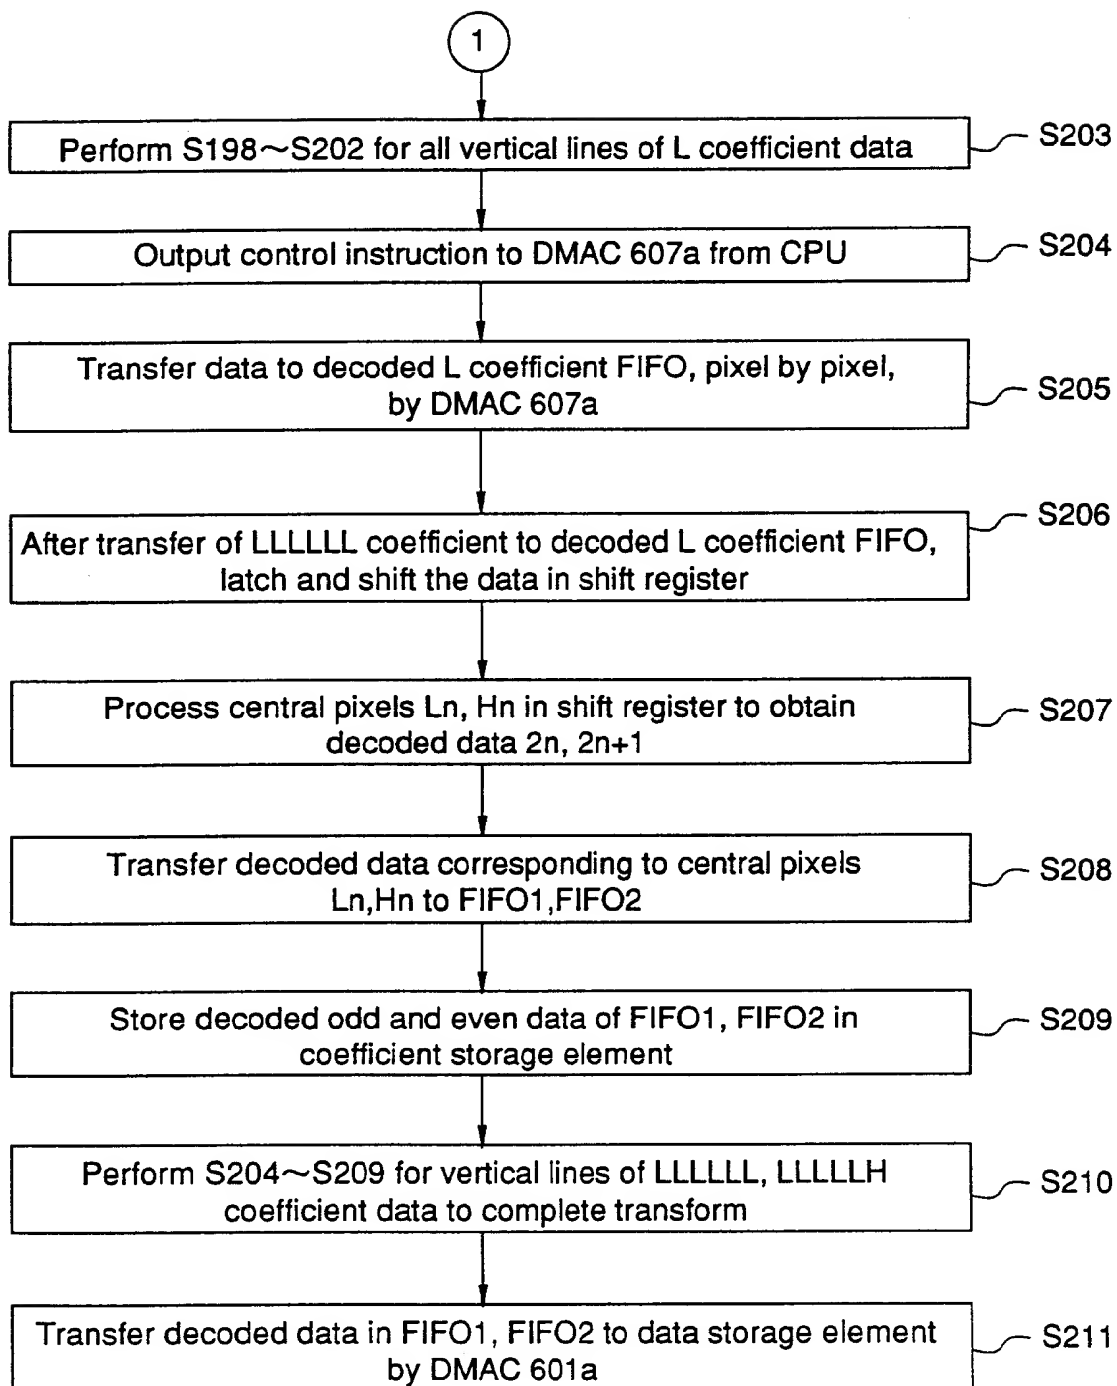 1
Perform S198~S202 for all vertical lines of L coefficient data
S203
Output control instruction to DMAC 607a from CPU
S204
Transfer data to decoded L coefficient FIFO, pixel by pixel,
by DMAC 607a
S205
After transfer of LLLLLL coefficient to decoded L coefficient FIFO,
latch and shift the data in shift register
S206
Process central pixels Ln, Hn in shift register to obtain
decoded data 2n, 2n+1
S207
Transfer decoded data corresponding to central pixels
Ln,Hn to FIFO1,FIFO2
S208
Store decoded odd and even data of FIFO1, FIFO2 in
coefficient storage element
S209
Perform S204~S209 for vertical lines of LLLLLL, LLLLLH
coefficient data to complete transform
S210
Transfer decoded data in FIFO1, FIFO2 to data storage element
by DMAC 601a
S211